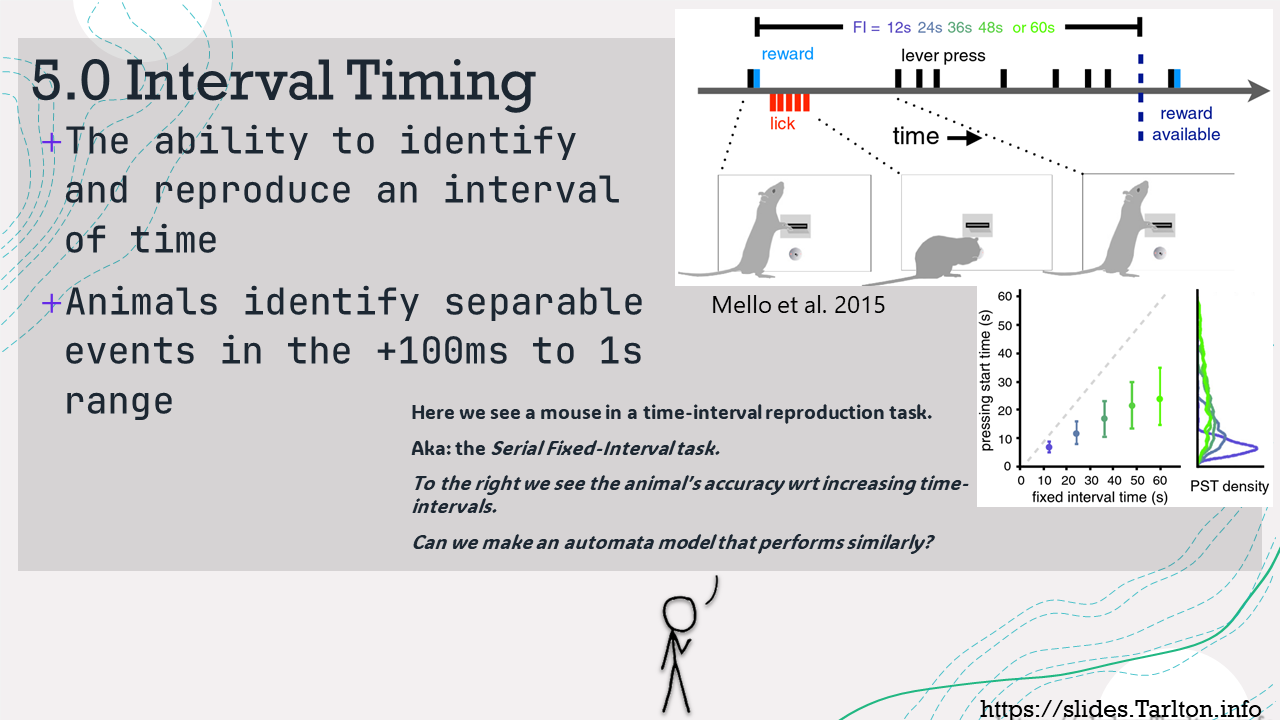 5.0 Interval Timing
+The ability to identify
and reproduce an interval
of time
+Animals identify separable
events in the +100ms to 1s
range
FI = 12s 24s 36s 48s or 60s
reward
lever press
lick
time
reward
available
Mello et al. 2015
Here we see a mouse in a time-interval reproduction task.
Aka: the Serial Fixed-Interval task.
To the right we see the animal's accuracy wrt increasing time-
intervals.
Can we make an automata model that performs similarly?
pressing start time (s)
60
50
40
30
20
10
0
0 10 20 30 40 50 60
fixed interval time (s)
PST density
https://slides.Tarlton.info